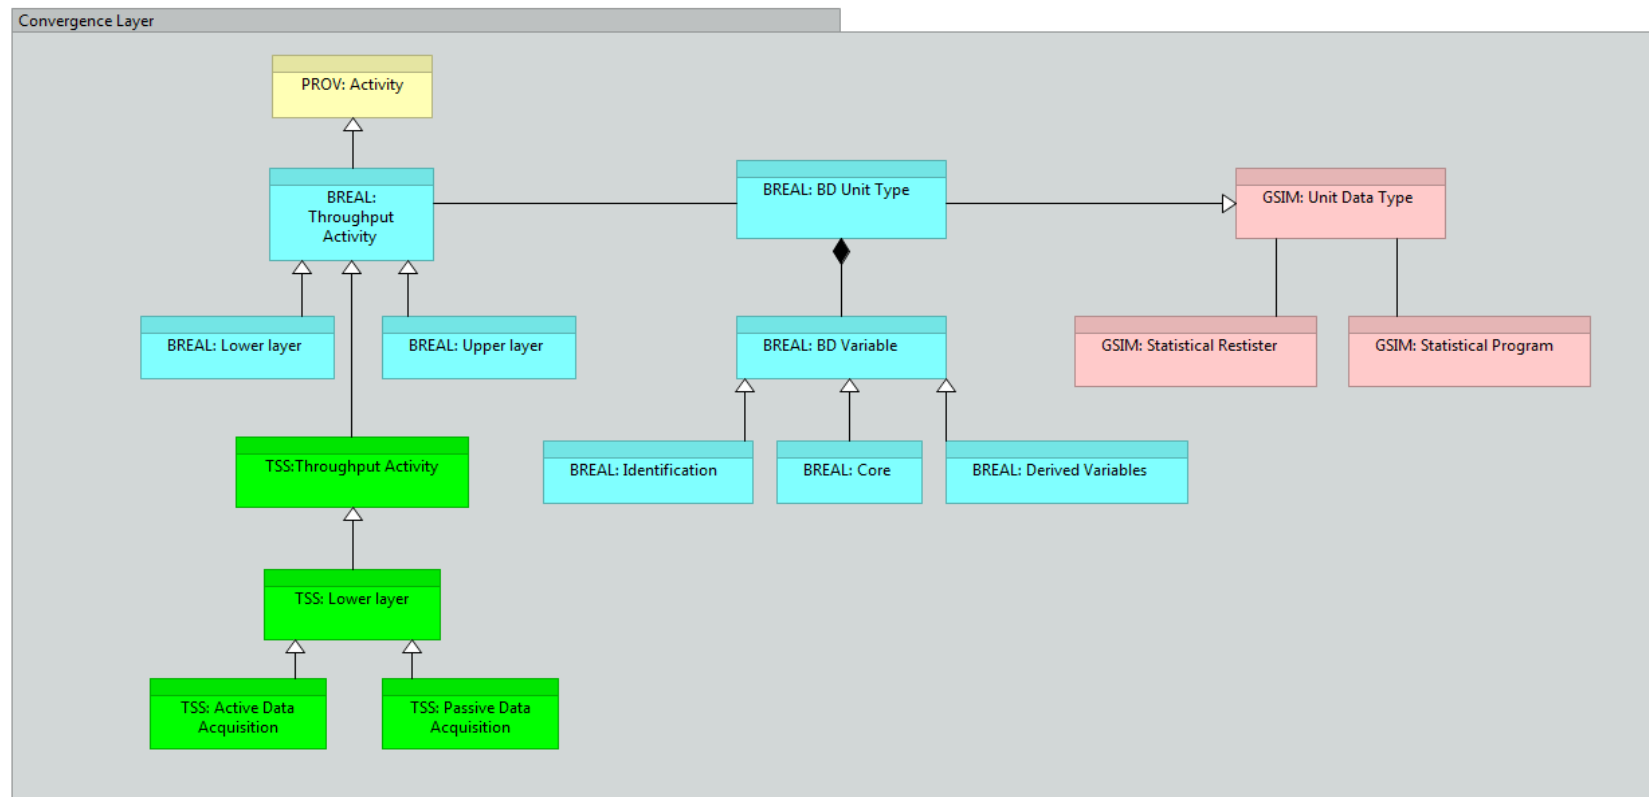 Convergence Layer
PROV: Activity
BREAL:
Throughput
Activity
BREAL: BD Unit Type
GSIM: Unit Data Type
BREAL: Lower layer
BREAL: Upper layer
BREAL: BD Variable
GSIM: Statistical Restister
GSIM: Statistical Program
TSS:Throughput Activity
BREAL: Identification
BREAL: Core
BREAL: Derived Variables
TSS: Lower layer
TSS: Active Data
Acquisition
TSS: Passive Data
Acquisition